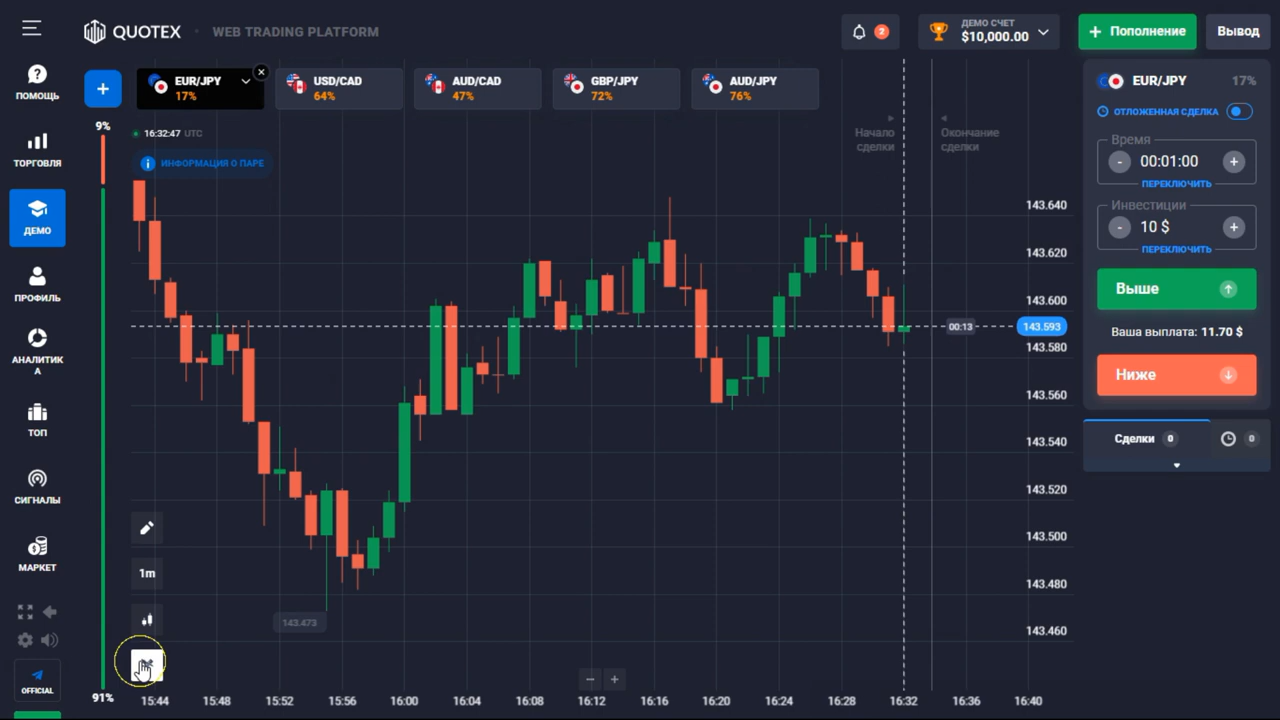 QUOTEX
WEB TRADING PLATFORM
2
ДЕМО СЧЕТ
$10,000.00
+ Пополнение
Вывод
ПОМОЩЬ
ТОРГОВЛЯ
ДЕМО
ПРОФИЛЬ
АНАЛИТИК
А
ТОП
СИГНАЛЫ
МАРКЕТ
OFFICIAL
+
EUR/JPY
17%
USD/CAD
64%
AUD/CAD
47%
GBP/JPY
72%
AUD/JPY
76%
9%
91%
16:32:47 UTC
ИНФОРМАЦИЯ О ПАРЕ
Начало
сделки
Окончание
сделки
143.640
143.620
143.600
143.593
143.580
143.560
143.540
143.520
143.500
143.480
143.460
00:13
143.473
1m
15:44
15:48
15:52
15:56
16:00
16:04
16:08
16:12
16:16
16:20
16:24
16:28
16:32
16:36
16:40
EUR/JPY
17%
ОТЛОЖЕННАЯ СДЕЛКА
Время
- 00:01:00 +
ПЕРЕКЛЮЧИТЬ
Инвестиции
- 10 $ +
ПЕРЕКЛЮЧИТЬ
Выше
Ваша выплата: 11.70 $
Ниже
Сделки 0
0